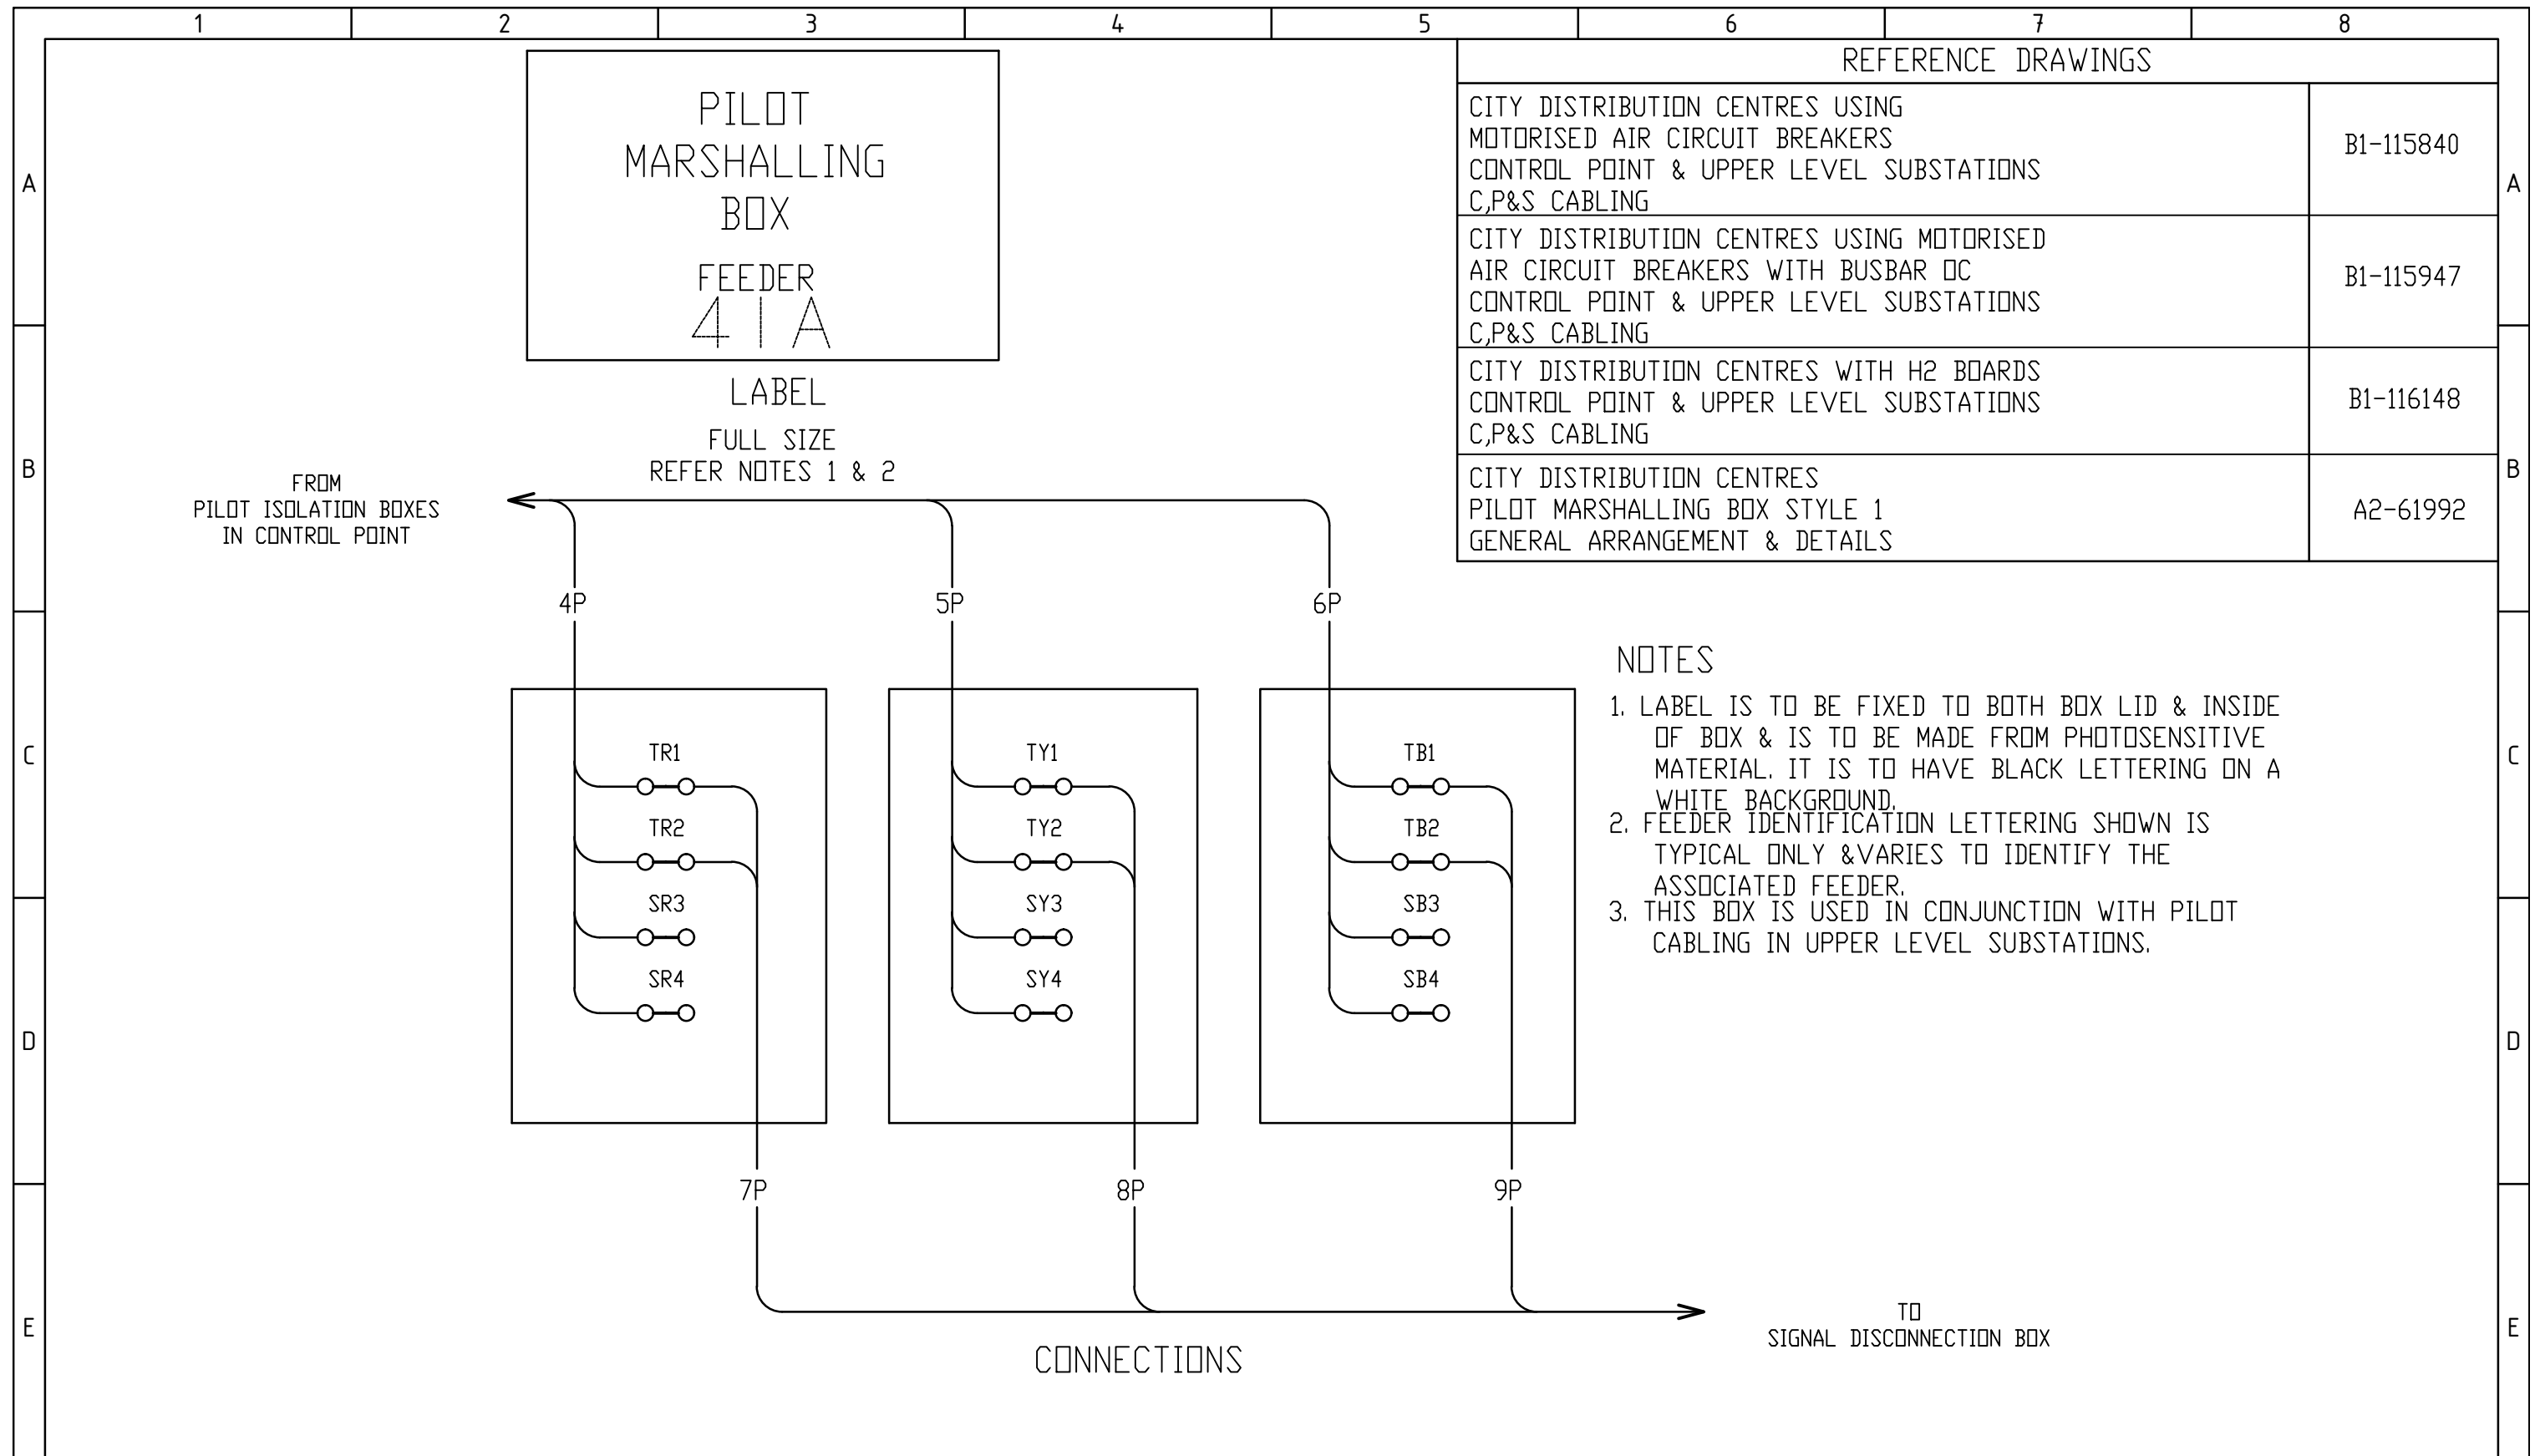 1 2 3 4 5 6 7 8
PILOT
MARSHALLING
BOX
FEEDER
41A
LABEL
FULL SIZE
REFER NOTES 1 & 2
REFERENCE DRAWINGS
CITY DISTRIBUTION CENTRES USING
MOTORISED AIR CIRCUIT BREAKERS
CONTROL POINT & UPPER LEVEL SUBSTATIONS
C,P&S CABLING
B1-115840
CITY DISTRIBUTION CENTRES USING MOTORISED
AIR CIRCUIT BREAKERS WITH BUSBAR OC
CONTROL POINT & UPPER LEVEL SUBSTATIONS
C,P&S CABLING
B1-115947
CITY DISTRIBUTION CENTRES WITH H2 BOARDS
CONTROL POINT & UPPER LEVEL SUBSTATIONS
C,P&S CABLING
B1-116148
CITY DISTRIBUTION CENTRES
PILOT MARSHALLING BOX STYLE 1
GENERAL ARRANGEMENT & DETAILS
A2-61992
A A
B B
FROM
PILOT ISOLATION BOXES
IN CONTROL POINT
4P 5P 6P
NOTES
1. LABEL IS TO BE FIXED TO BOTH BOX LID & INSIDE
OF BOX & IS TO BE MADE FROM PHOTOSENSITIVE
MATERIAL. IT IS TO HAVE BLACK LETTERING ON A
WHITE BACKGROUND.
2. FEEDER IDENTIFICATION LETTERING SHOWN IS
TYPICAL ONLY &VARIES TO IDENTIFY THE
ASSOCIATED FEEDER.
3. THIS BOX IS USED IN CONJUNCTION WITH PILOT
CABLING IN UPPER LEVEL SUBSTATIONS.
C C
TR1 TY1 TB1
TR2 TY2 TB2
SR3 SY3 SB3
SR4 SY4 SB4
D D
7P 8P 9P
E E
TO
SIGNAL DISCONNECTION BOX
CONNECTIONS